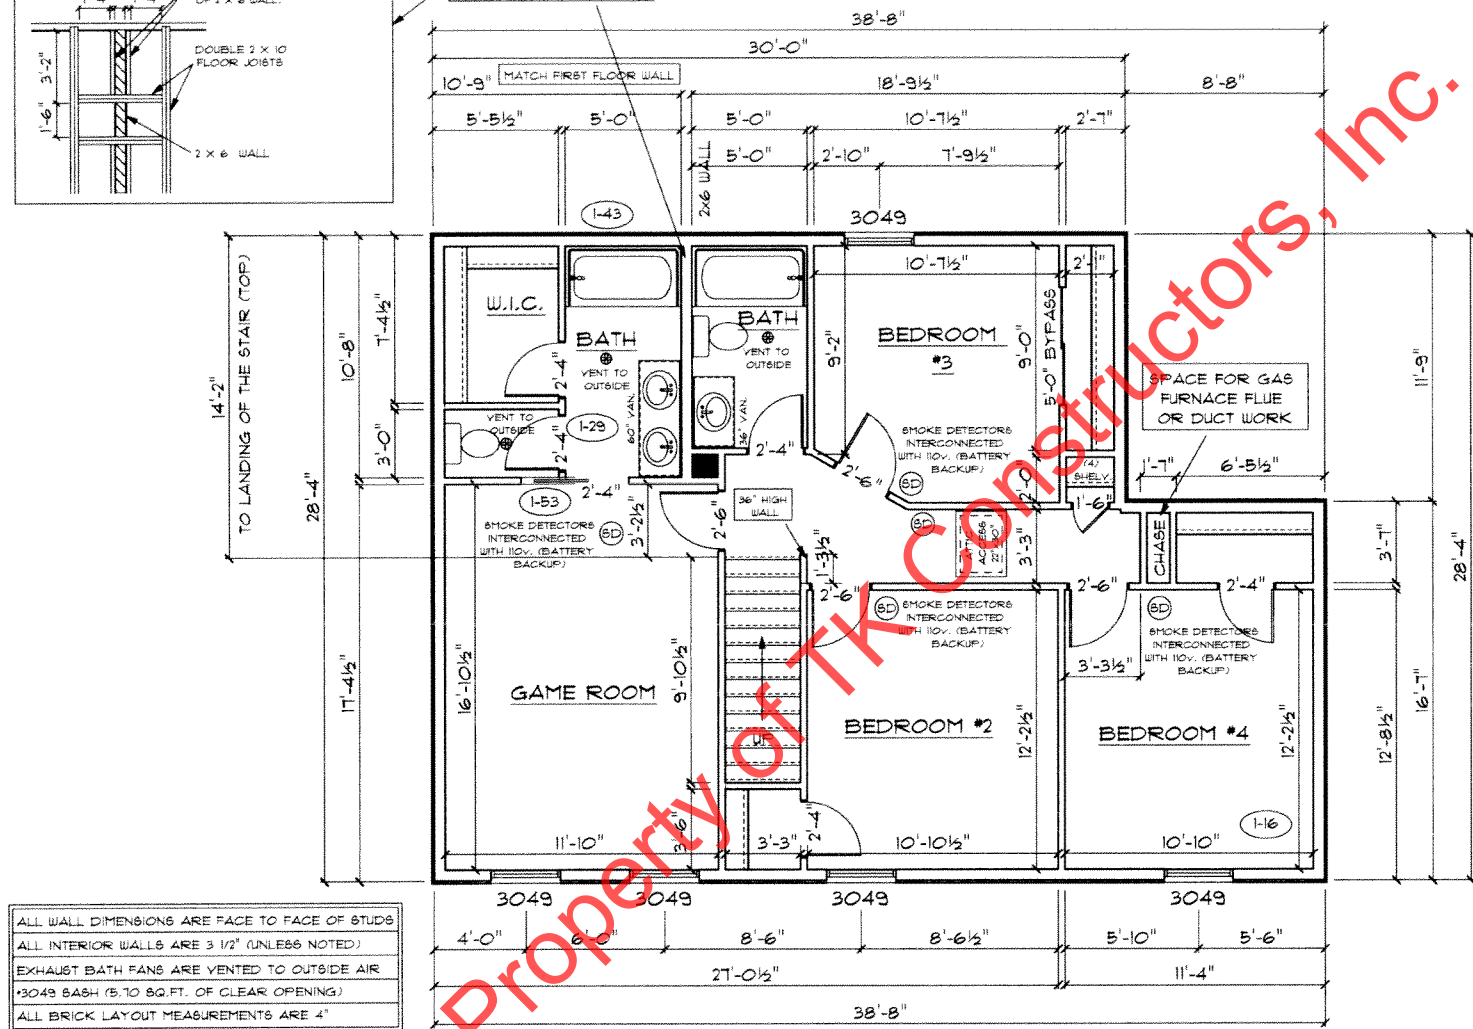 OF 2 X 6 WALL.
DOUBLE 2 X 10
FLOOR JOISTS
3'-2"
1'-6"
2 X 6 WALL
38'-8"
30'-0"
10'-9"
MATCH FIRST FLOOR WALL
18'-9½"
8'-8"
5'-5½"
5'-0"
5'-0"
10'-7½"
2'-7"
5'-0"
2'-10"
7'-9½"
2x6 WALL
1-43
3049
TO LANDING OF THE STAIR (TOP)
14'-2"
28'-4"
10'-8"
7'-4½"
3'-0"
17'-4½"
W.I.C.
BATH
VENT TO
OUTSIDE
2'-4"
60" VAN.
VENT TO
OUTSIDE
1-29
2'-4"
BATH
VENT TO
OUTSIDE
36" VAN.
2'-4"
10'-7½"
9'-2"
BEDROOM
#3
9'-0"
5'-0" BYPASS
2'-1"
SMOKE DETECTORS
INTERCONNECTED
WITH 110v. (BATTERY
BACKUP)
SD
2'-6"
SPACE FOR GAS
FURNACE FLUE
OR DUCT WORK
11'-9"
1'-7"
6'-5½"
(4)
SHELV.
2'-0"
1'-6"
1-53
2'-4"
SMOKE DETECTORS
INTERCONNECTED
WITH 110v. (BATTERY
BACKUP)
SD
3'-2½"
2'-6"
36" HIGH
WALL
SD
ATTIC
ACCESS
3'-3"
CHASE
1'-3½"
2'-6"
2'-6"
2'-4"
3'-7"
28'-4"
SD
SMOKE DETECTORS
INTERCONNECTED
WITH 110v. (BATTERY
BACKUP)
SD
SMOKE DETECTORS
INTERCONNECTED
WITH 110v. (BATTERY
BACKUP)
3'-3½"
16'-10½"
GAME ROOM
9'-10½"
UP
BEDROOM #2
12'-2½"
BEDROOM #4
12'-2½"
12'-8½"
16'-7"
1-16
11'-10"
3'-6"
3'-3"
2'-4"
10'-10½"
10'-10"
3049
3049
3049
3049
4'-0"
6'-0"
8'-6"
8'-6½"
5'-10"
5'-6"
27'-0½"
11'-4"
38'-8"
ALL WALL DIMENSIONS ARE FACE TO FACE OF STUDS
ALL INTERIOR WALLS ARE 3 1/2" (UNLESS NOTED)
EXHAUST BATH FANS ARE VENTED TO OUTSIDE AIR
*3049 SASH (5.70 SQ.FT. OF CLEAR OPENING)
ALL BRICK LAYOUT MEASUREMENTS ARE 4"
Property of TK Constructors, Inc.